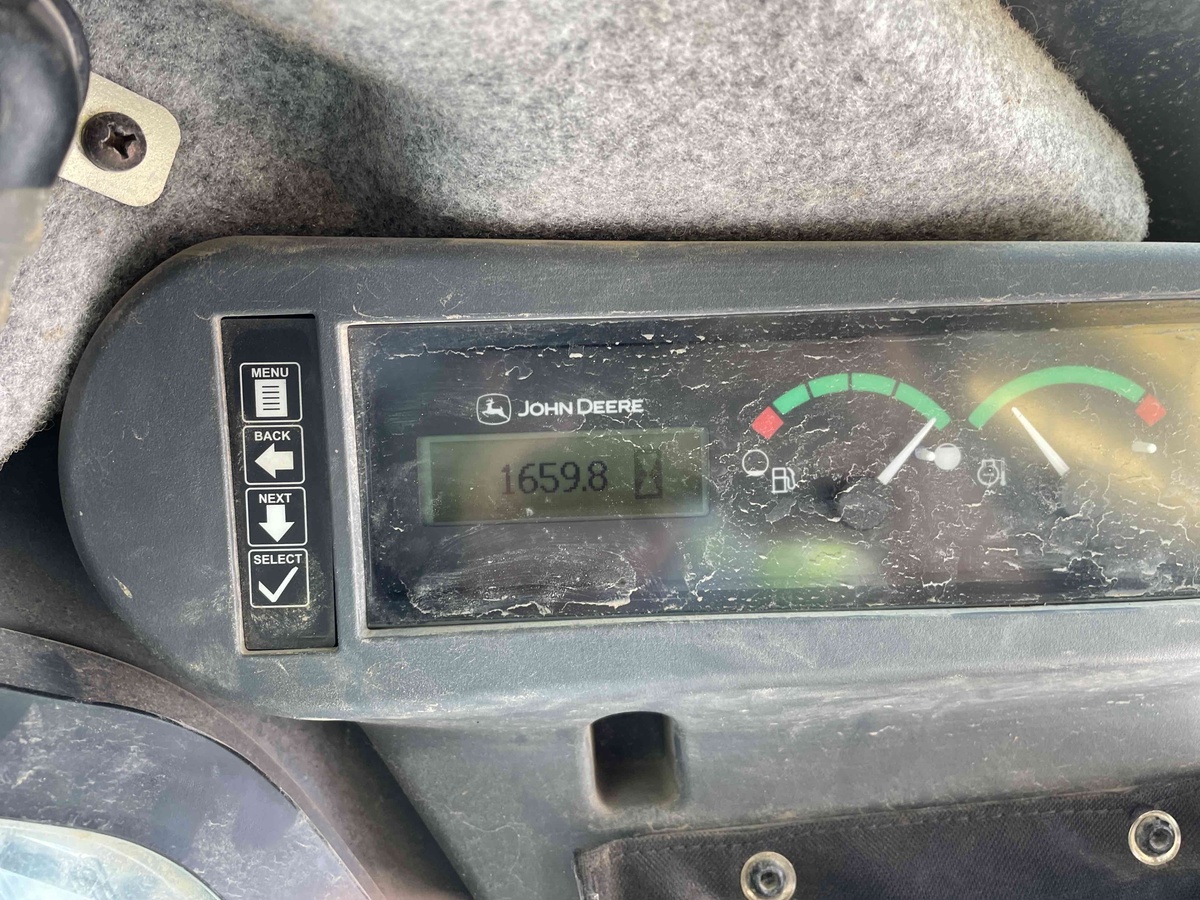 MENU
BACK
NEXT
SELECT
JOHN DEERE
1659.8